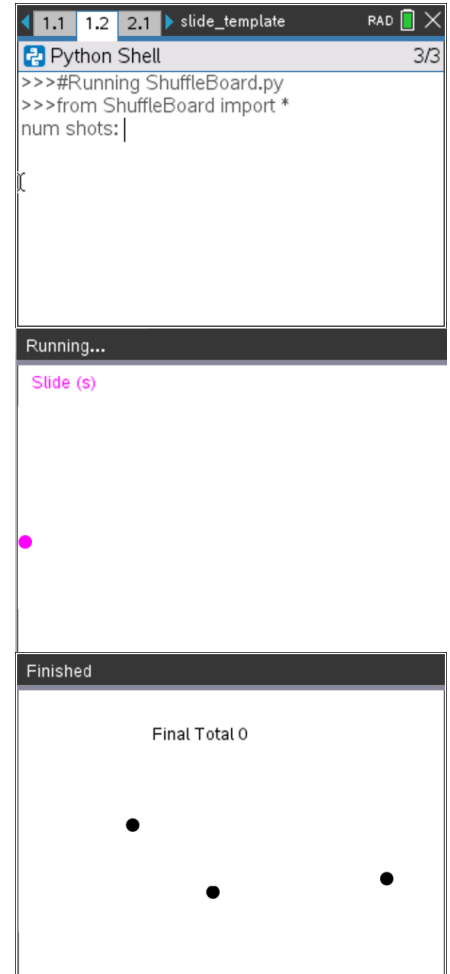 1.1 1.2 2.1 slide_template RAD
Python Shell 3/3
>>>#Running ShuffleBoard.py
>>>from ShuffleBoard import *
num shots:
Running...
Slide (s)
Finished
Final Total 0